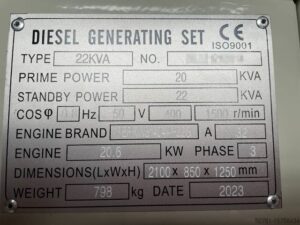 DIESEL GENERATING SET CE
ISO9001
TYPE 22KVA NO.
PRIME POWER 20 KVA
STANDBY POWER 22 KVA
COSφ Hz 50 V 400 1500 r/min
ENGINE BRAND A 32
ENGINE 20.6 KW PHASE 3
DIMENSIONS(LxWxH) 2100 x 850 x 1250 mm
WEIGHT 798 kg DATE 2023